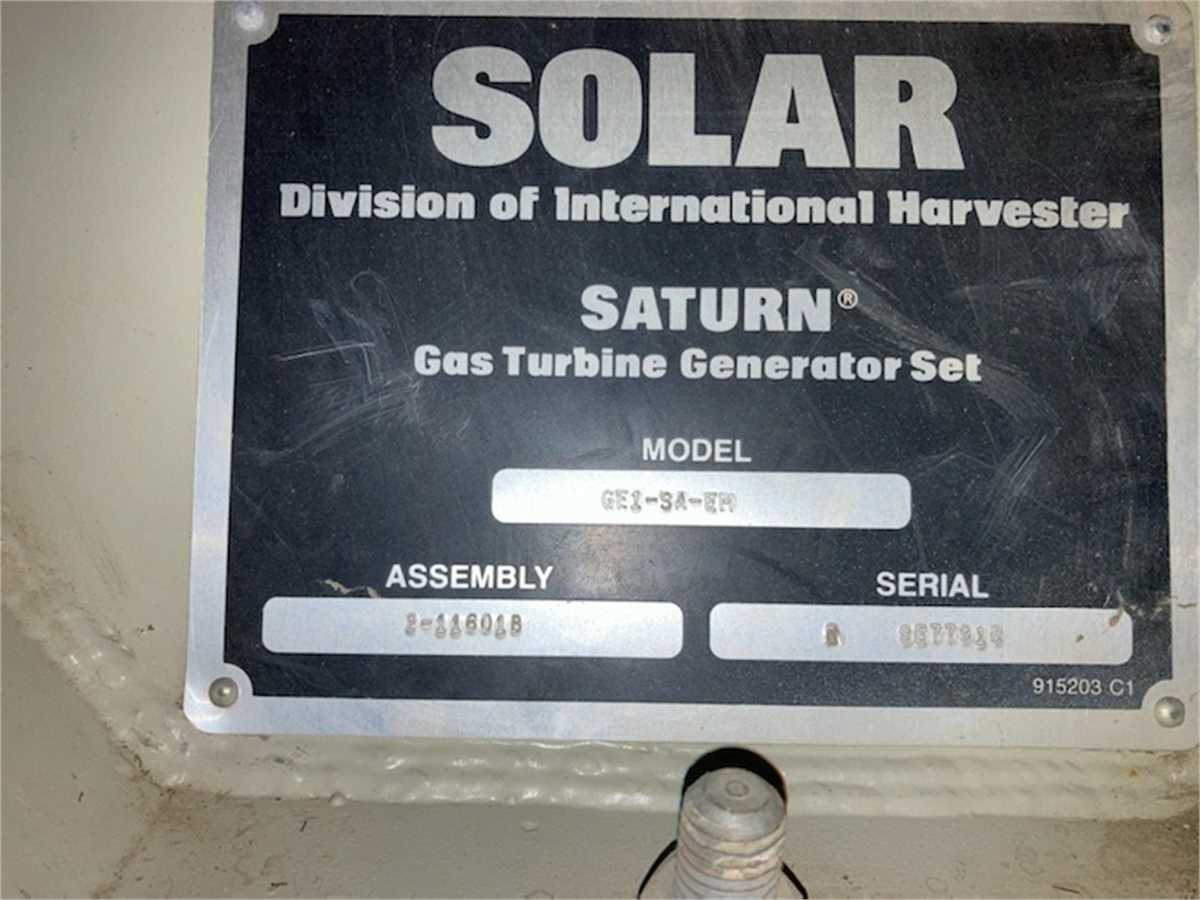 SOLAR
Division of International Harvester
SATURN®
Gas Turbine Generator Set
MODEL
GE1-SA-EM
ASSEMBLY
SERIAL
915203 C1